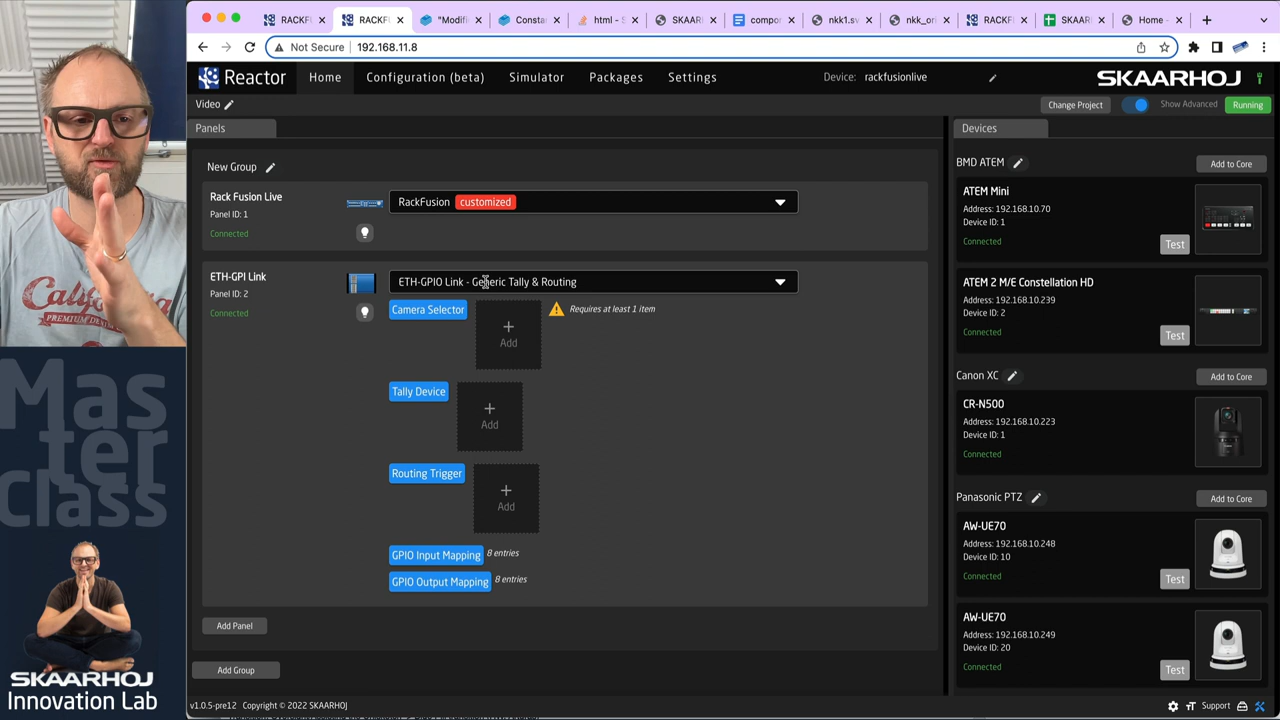 RACKF
RACKF
"Modifi
Consta
html - S
SKAAR
compo
nkk1.sv
nkk_ori
RACKF
SKAAR
Home -
Not Secure
192.168.11.8
Reactor
Home
Configuration (beta)
Simulator
Packages
Settings
Device:
rackfusionlive
SKAARHOJ
Video
Change Project
Show Advanced
Running
Panels
New Group
Rack Fusion Live
Panel ID: 1
Connected
RackFusion
customized
ETH-GPI Link
Panel ID: 2
Connected
ETH-GPIO Link - Generic Tally & Routing
Camera Selector
Add
Requires at least 1 item
Tally Device
Add
Routing Trigger
Add
GPIO Input Mapping
8 entries
GPIO Output Mapping
8 entries
Add Panel
Add Group
Devices
BMD ATEM
Add to Core
ATEM Mini
Address: 192.168.10.70
Device ID: 1
Connected
Test
ATEM 2 M/E Constellation HD
Address: 192.168.10.239
Device ID: 2
Connected
Test
Canon XC
Add to Core
CR-N500
Address: 192.168.10.223
Device ID: 1
Connected
Panasonic PTZ
Add to Core
AW-UE70
Address: 192.168.10.248
Device ID: 10
Connected
Test
AW-UE70
Address: 192.168.10.249
Device ID: 20
Connected
Test
v1.0.5-pre12 Copyright © 2022 SKAARHOJ
Support
Mas
ter
Class
SKAARHOJ
Innovation Lab